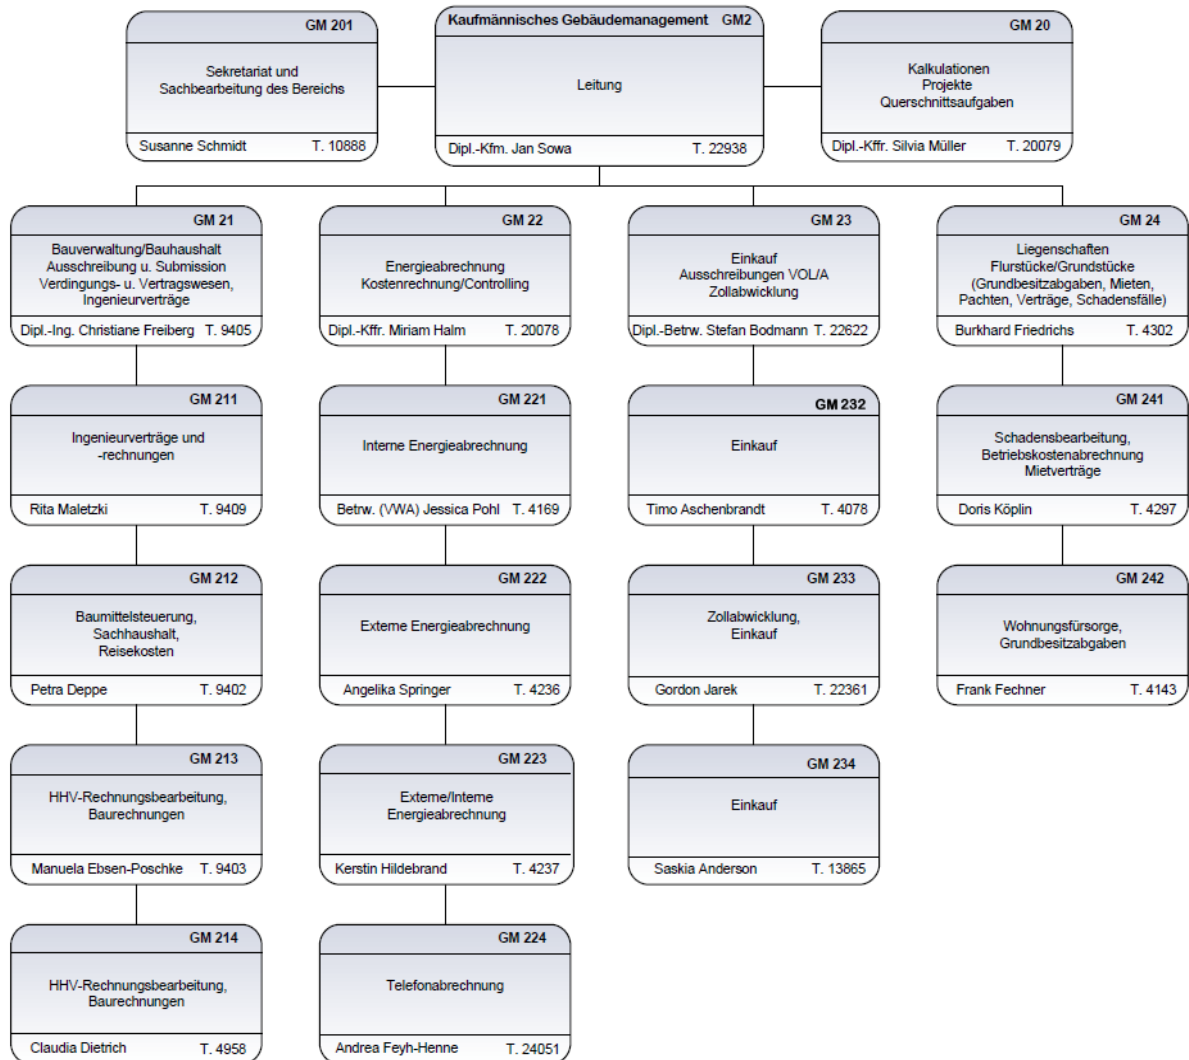 GM 201
Sekretariat und
Sachbearbeitung des Bereichs
Susanne Schmidt T. 10888
Kaufmännisches Gebäudemanagement GM2
Leitung
Dipl.-Kfm. Jan Sowa T. 22938
GM 20
Kalkulationen
Projekte
Querschnittsaufgaben
Dipl.-Kffr. Silvia Müller T. 20079
GM 21
Bauverwaltung/Bauhaushalt
Ausschreibung u. Submission
Verdingungs- u. Vertragswesen,
Ingenieurverträge
Dipl.-Ing. Christiane Freiberg T. 9405
GM 22
Energieabrechnung
Kostenrechnung/Controlling
Dipl.-Kffr. Miriam Halm T. 20078
GM 23
Einkauf
Ausschreibungen VOL/A
Zollabwicklung
Dipl.-Betrw. Stefan Bodmann T. 22622
GM 24
Liegenschaften
Flurstücke/Grundstücke
(Grundbesitzabgaben, Mieten,
Pachten, Verträge, Schadensfälle)
Burkhard Friedrichs T. 4302
GM 211
Ingenieurverträge und
-rechnungen
Rita Maletzki T. 9409
GM 221
Interne Energieabrechnung
Betrw. (VWA) Jessica Pohl T. 4169
GM 232
Einkauf
Timo Aschenbrandt T. 4078
GM 241
Schadensbearbeitung,
Betriebskostenabrechnung
Mietverträge
Doris Köplin T. 4297
GM 212
Baumittelsteuerung,
Sachhaushalt,
Reisekosten
Petra Deppe T. 9402
GM 222
Externe Energieabrechnung
Angelika Springer T. 4236
GM 233
Zollabwicklung,
Einkauf
Gordon Jarek T. 22361
GM 242
Wohnungsfürsorge,
Grundbesitzabgaben
Frank Fechner T. 4143
GM 213
HHV-Rechnungsbearbeitung,
Baurechnungen
Manuela Ebsen-Poschke T. 9403
GM 223
Externe/Interne
Energieabrechnung
Kerstin Hildebrand T. 4237
GM 234
Einkauf
Saskia Anderson T. 13865
GM 214
HHV-Rechnungsbearbeitung,
Baurechnungen
Claudia Dietrich T. 4958
GM 224
Telefonabrechnung
Andrea Feyh-Henne T. 24051